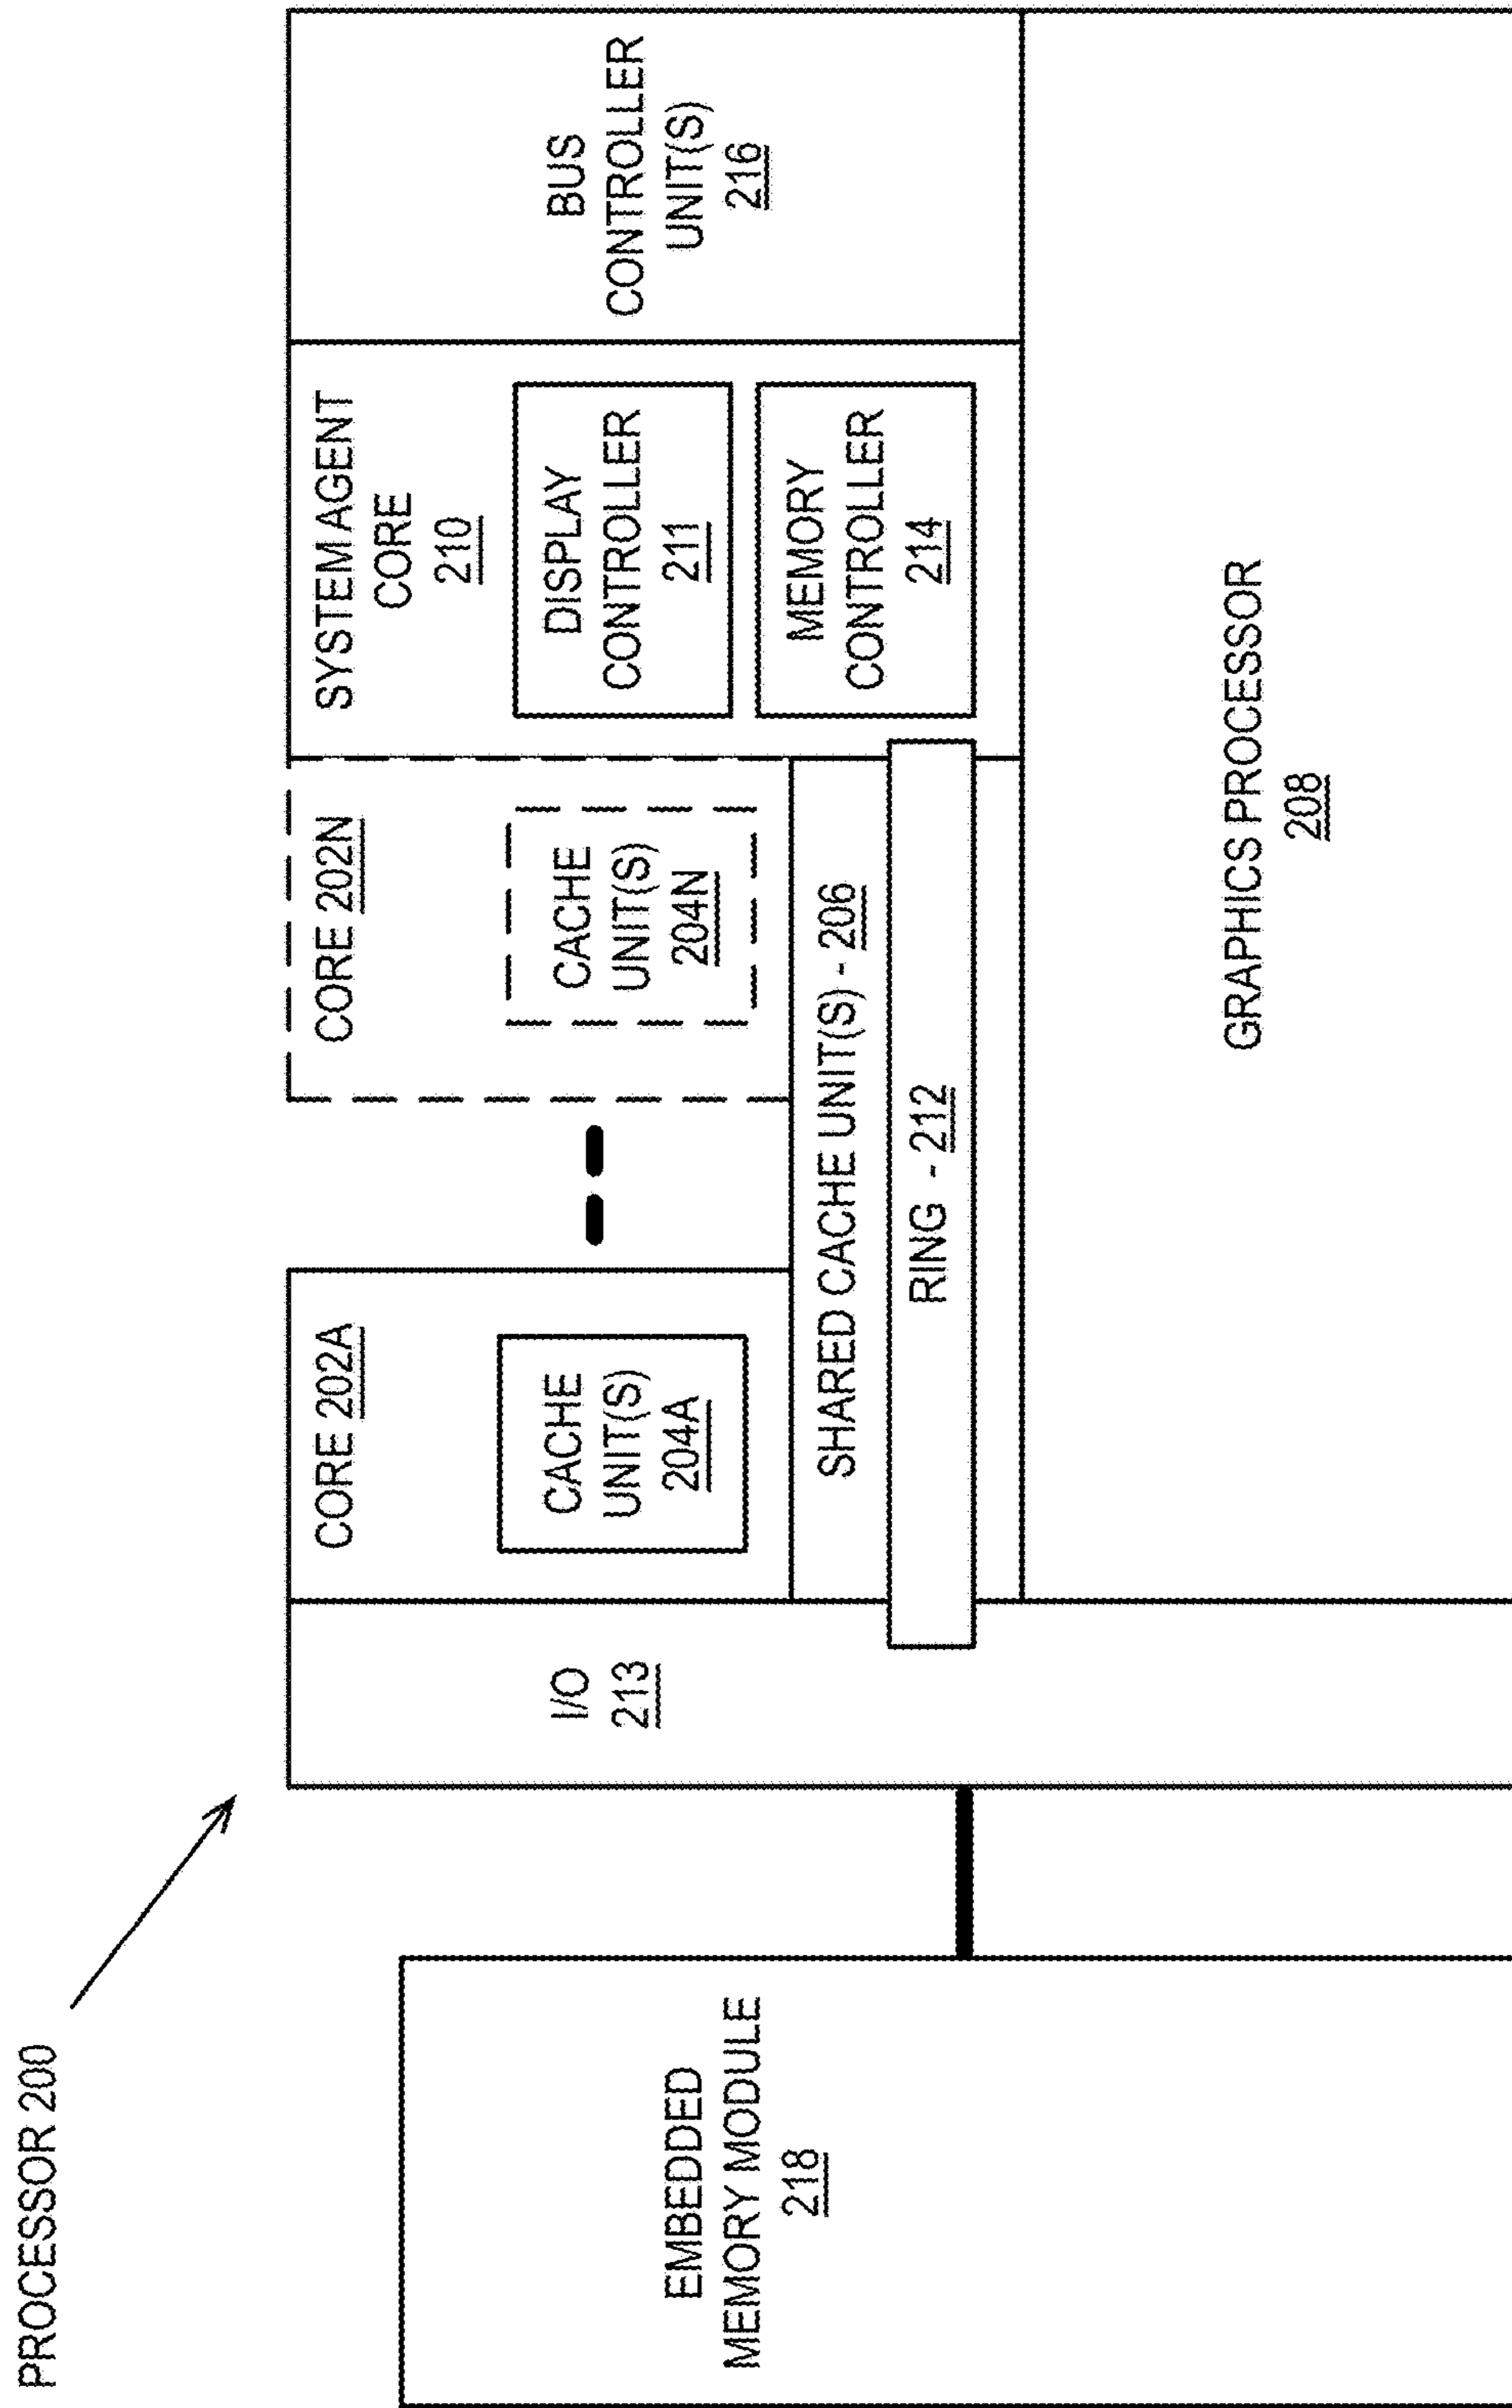 PROCESSOR 200
EMBEDDED
MEMORY MODULE
218
I/O
213
CORE 202A
CACHE
UNIT(S)
204A
CORE 202N
CACHE
UNIT(S)
204N
SHARED CACHE UNIT(S) - 206
RING - 212
SYSTEM AGENT
CORE
210
DISPLAY
CONTROLLER
211
MEMORY
CONTROLLER
214
BUS
CONTROLLER
UNIT(S)
216
GRAPHICS PROCESSOR
208